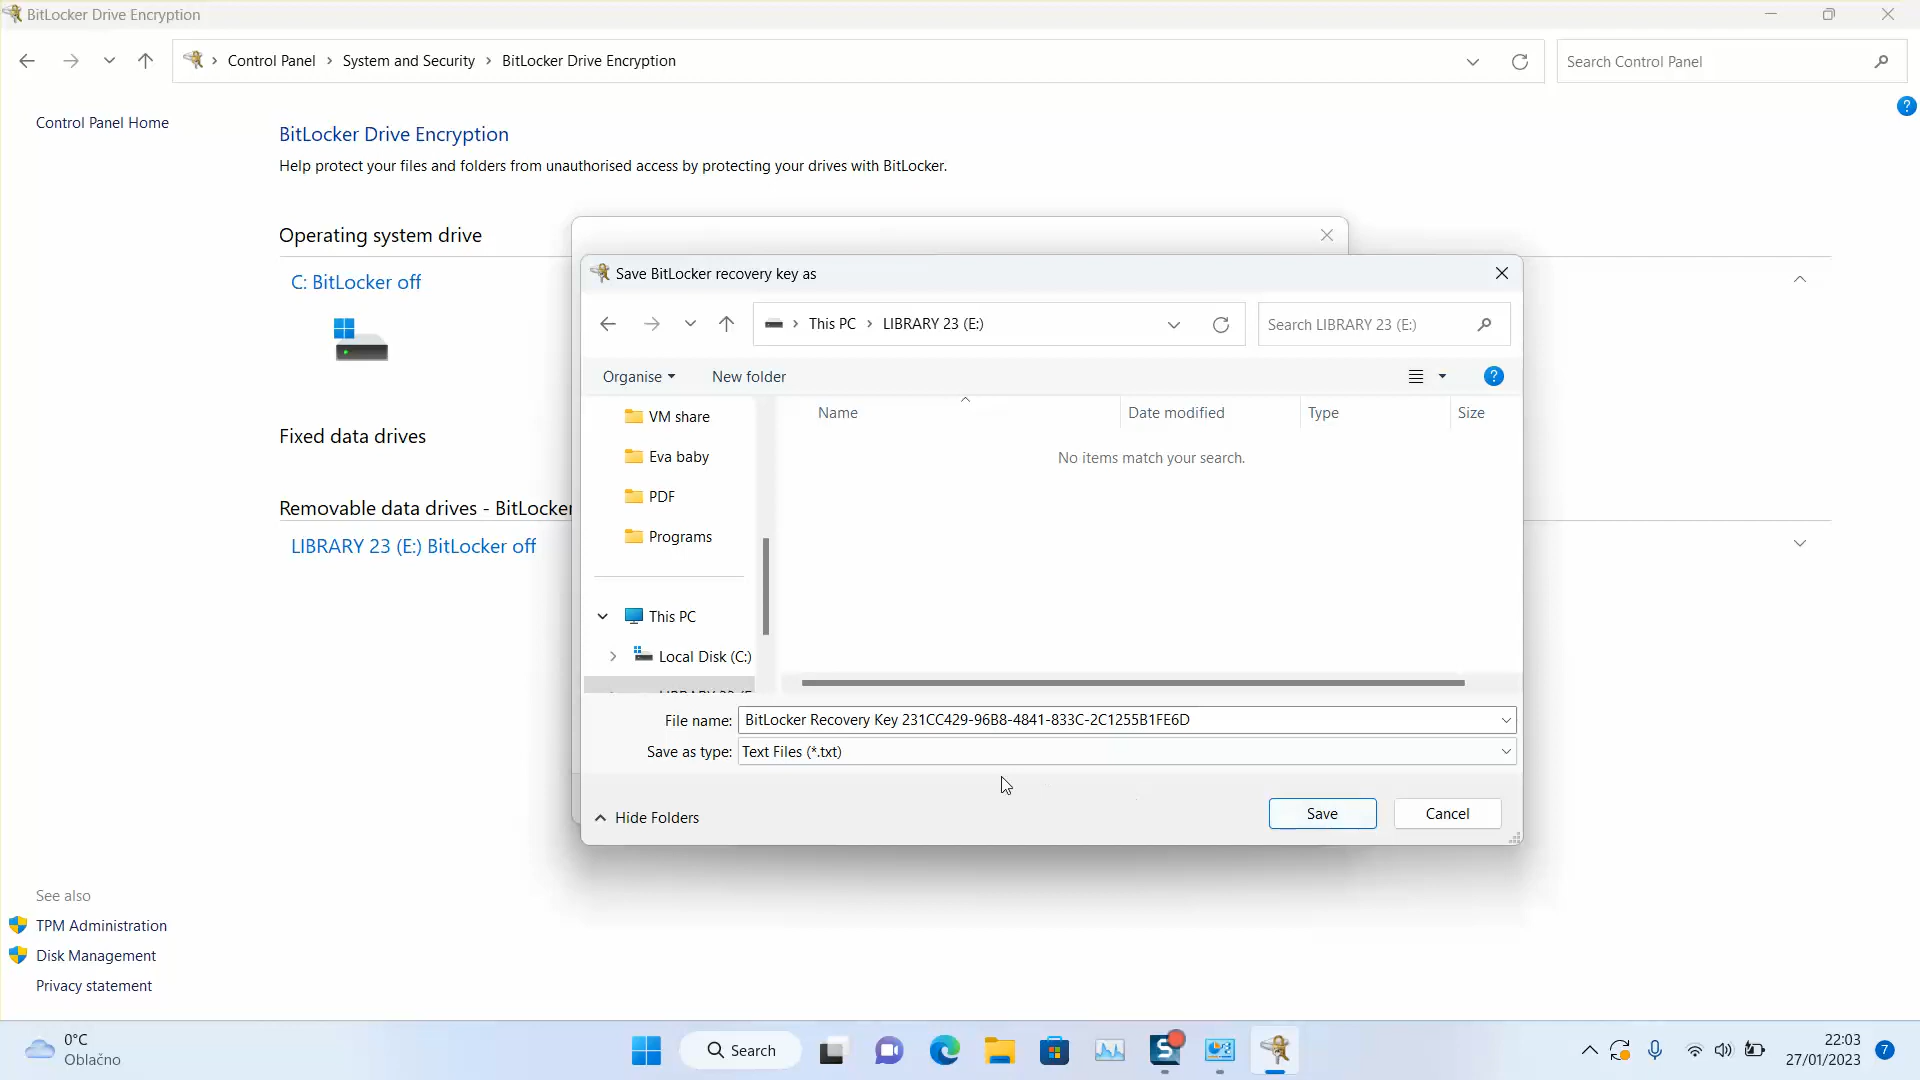 BitLocker Drive Encryption
Control Panel > System and Security > BitLocker Drive Encryption
Search Control Panel
Control Panel Home
BitLocker Drive Encryption
Help protect your files and folders from unauthorised access by protecting your drives with BitLocker.
Operating system drive
C: BitLocker off
Fixed data drives
Removable data drives - BitLocker
LIBRARY 23 (E:) BitLocker off
Save BitLocker recovery key as
This PC > LIBRARY 23 (E:)
Search LIBRARY 23 (E:)
Organise
New folder
VM share
Eva baby
PDF
Programs
This PC
Local Disk (C:)
LIBRARY 23 (E
Name
Date modified
Type
Size
No items match your search.
File name: BitLocker Recovery Key 231CC429-96B8-4841-833C-2C1255B1FE6D
Save as type: Text Files (*.txt)
Hide Folders
Save
Cancel
See also
TPM Administration
Disk Management
Privacy statement
0°C
Oblačno
Search
22:03
27/01/2023
7